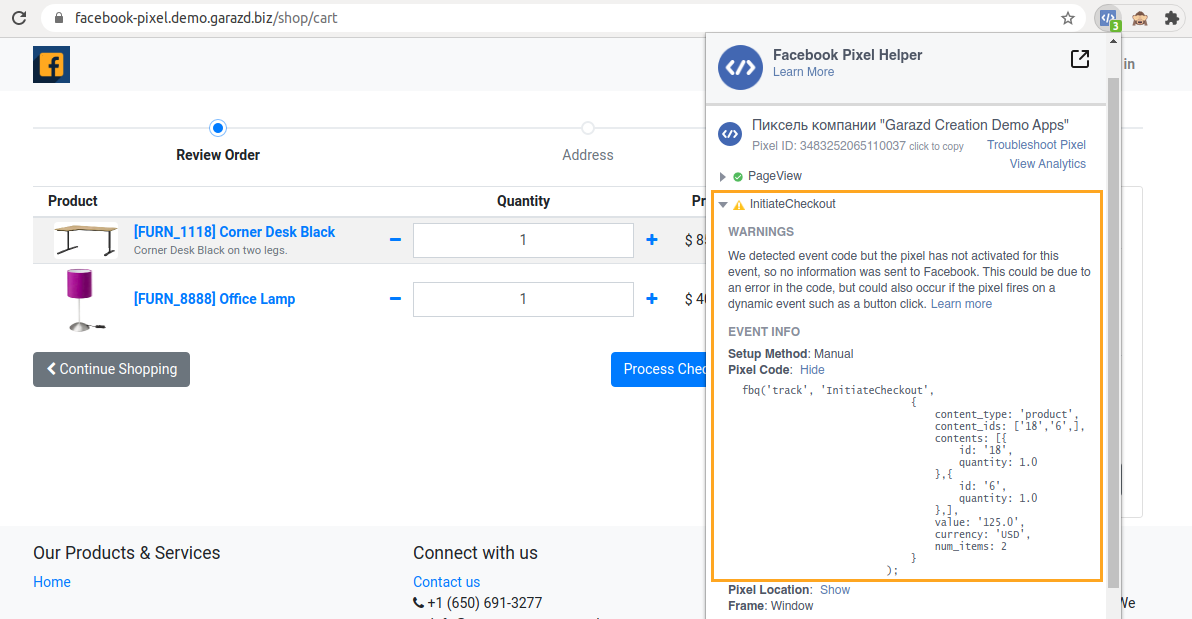 facebook-pixel.demo.garazd.biz/shop/cart
3
in
Facebook Pixel Helper
Learn More
Пиксель компании "Garazd Creation Demo Apps"
Pixel ID: 3483252065110037 click to copy
Troubleshoot Pixel
View Analytics
PageView
InitiateCheckout
WARNINGS
We detected event code but the pixel has not activated for this
event, so no information was sent to Facebook. This could be due to
an error in the code, but could also occur if the pixel fires on a
dynamic event such as a button click. Learn more
EVENT INFO
Setup Method: Manual
Pixel Code: Hide
fbq('track', 'InitiateCheckout',
{
content_type: 'product',
content_ids: ['18','6',],
contents: [{
id: '18',
quantity: 1.0
},{
id: '6',
quantity: 1.0
},],
value: '125.0',
currency: 'USD',
num_items: 2
}
);
Pixel Location: Show
Frame: Window
Review Order
Address
Product
Quantity
Pr
[FURN_1118] Corner Desk Black
Corner Desk Black on two legs.
1
$ 85
[FURN_8888] Office Lamp
1
$ 40
Continue Shopping
Process Chec
Our Products & Services
Home
Connect with us
Contact us
+1 (650) 691-3277
We